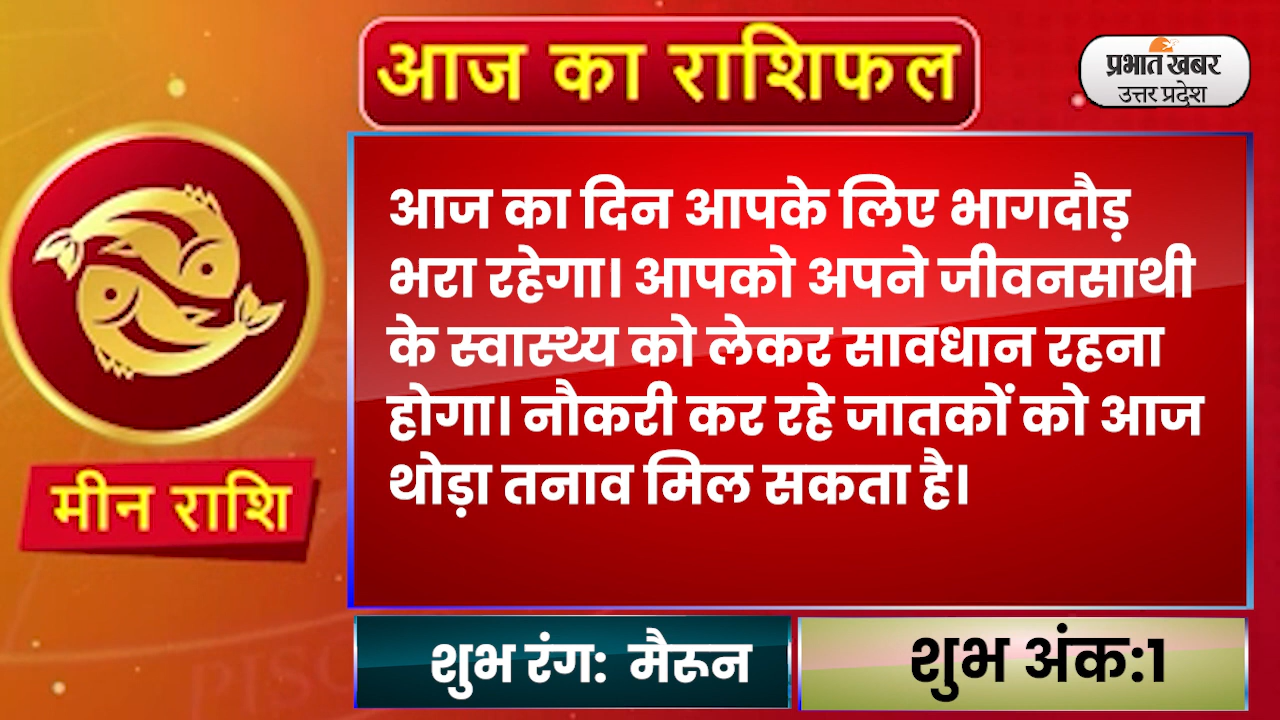 आज का राशिफल
प्रभात खबर
उत्तर प्रदेश
आज का दिन आपके लिए भागदौड़
भरा रहेगा। आपको अपने जीवनसाथी
के स्वास्थ्य को लेकर सावधान रहना
होगा। नौकरी कर रहे जातकों को आज
थोड़ा तनाव मिल सकता है।
मीन राशि
शुभ रंग: मैरून
शुभ अंक:1